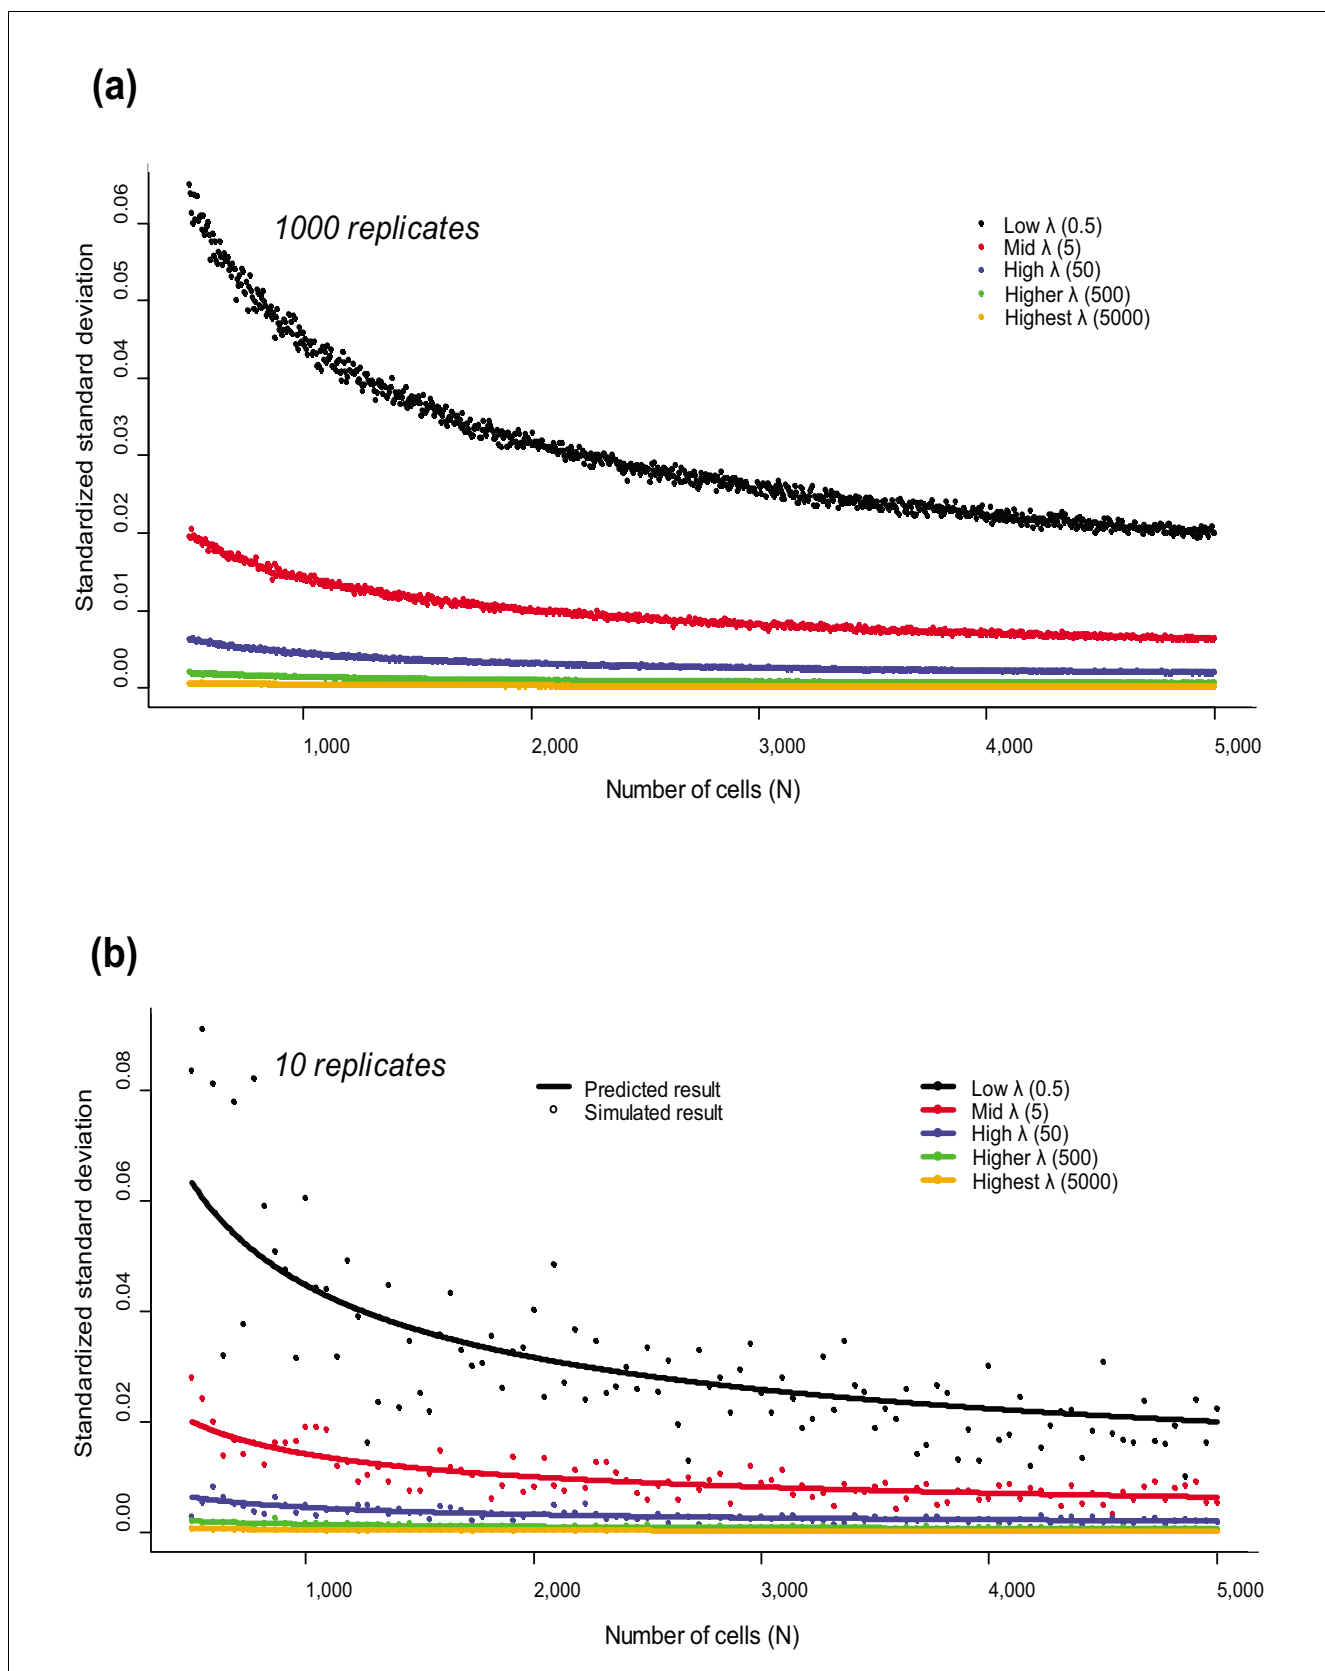 (a)
1000 replicates
Low λ (0.5)
Mid λ (5)
High λ (50)
Higher λ (500)
Highest λ (5000)
Standardized standard deviation
0.06
0.05
0.04
0.03
0.02
0.01
0.00
1,000
2,000
3,000
4,000
5,000
Number of cells (N)
(b)
10 replicates
Predicted result
Simulated result
Low λ (0.5)
Mid λ (5)
High λ (50)
Higher λ (500)
Highest λ (5000)
Standardized standard deviation
0.08
0.06
0.04
0.02
0.00
1,000
2,000
3,000
4,000
5,000
Number of cells (N)